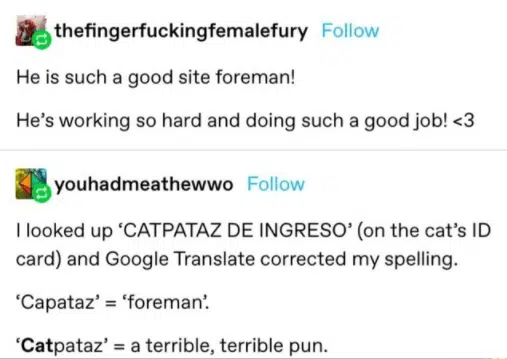 thefingerfuckingfemalefury Follow
He is such a good site foreman!
He's working so hard and doing such a good job! <3
youhadmeathewwo Follow
I looked up ‘CATPATAZ DE INGRESO’ (on the cat's ID
card) and Google Translate corrected my spelling.
‘Capataz’ = ‘foreman’.
‘Catpataz’ = a terrible, terrible pun.